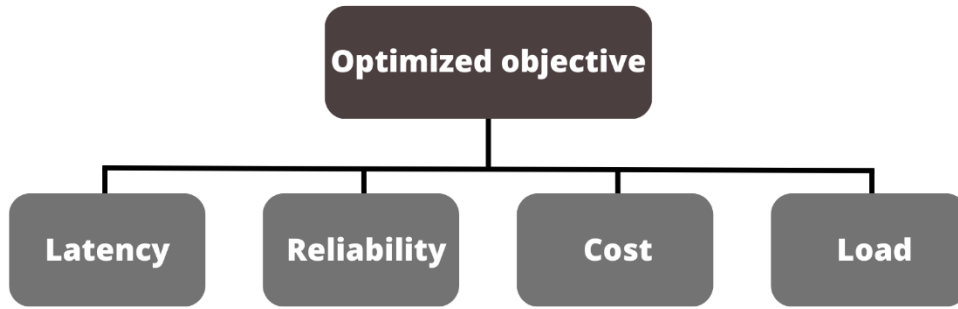 Optimized objective
Latency
Reliability
Cost
Load